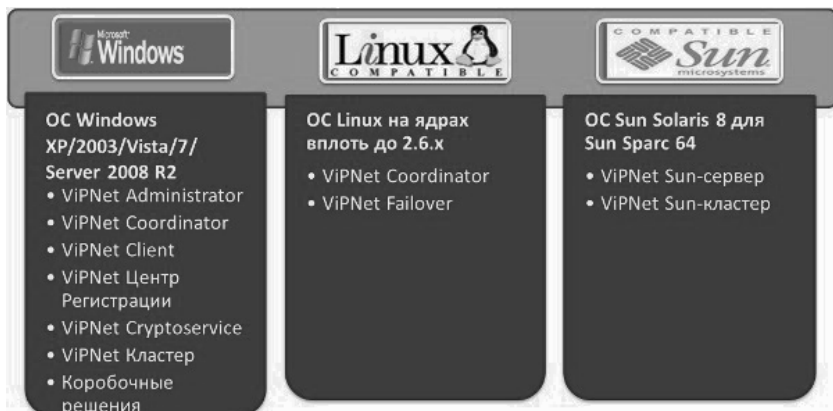 Microsoft
Windows
Linux
COMPATIBLE
COMPATIBLE
Sun
microsystems
ОС Windows
XP/2003/Vista/7/
Server 2008 R2
• ViPNet Administrator
• ViPNet Coordinator
• ViPNet Client
• ViPNet Центр
Регистрации
• ViPNet Cryptoservice
• ViPNet Кластер
• Коробочные
решения
ОС Linux на ядрах
вплоть до 2.6.x
• ViPNet Coordinator
• ViPNet Failover
ОС Sun Solaris 8 для
Sun Sparc 64
• ViPNet Sun-сервер
• ViPNet Sun-кластер